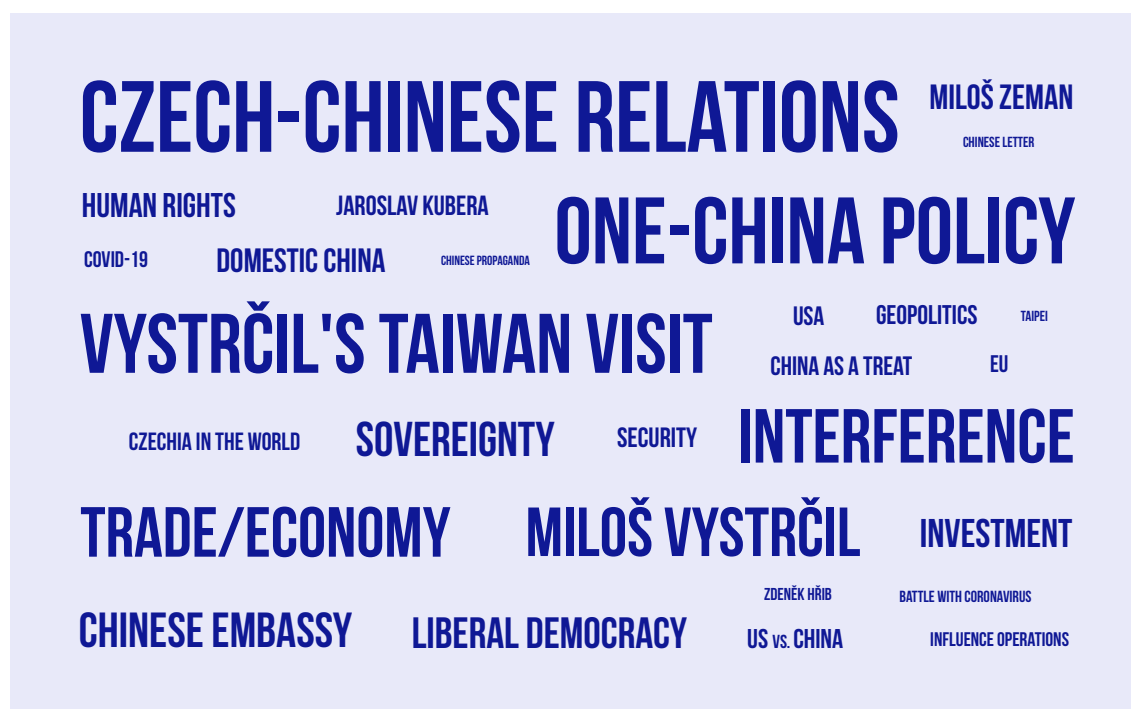 CZECH-CHINESE RELATIONS
MILOŠ ZEMAN
CHINESE LETTER
HUMAN RIGHTS
JAROSLAV KUBERA
ONE-CHINA POLICY
COVID-19
DOMESTIC CHINA
CHINESE PROPAGANDA
VYSTRČIL'S TAIWAN VISIT
USA
GEOPOLITICS
TAIPEI
CHINA AS A TREAT
EU
CZECHIA IN THE WORLD
SOVEREIGNTY
SECURITY
INTERFERENCE
TRADE/ECONOMY
MILOŠ VYSTRČIL
INVESTMENT
ZDENĚK HŘIB
BATTLE WITH CORONAVIRUS
CHINESE EMBASSY
LIBERAL DEMOCRACY
US VS. CHINA
INFLUENCE OPERATIONS